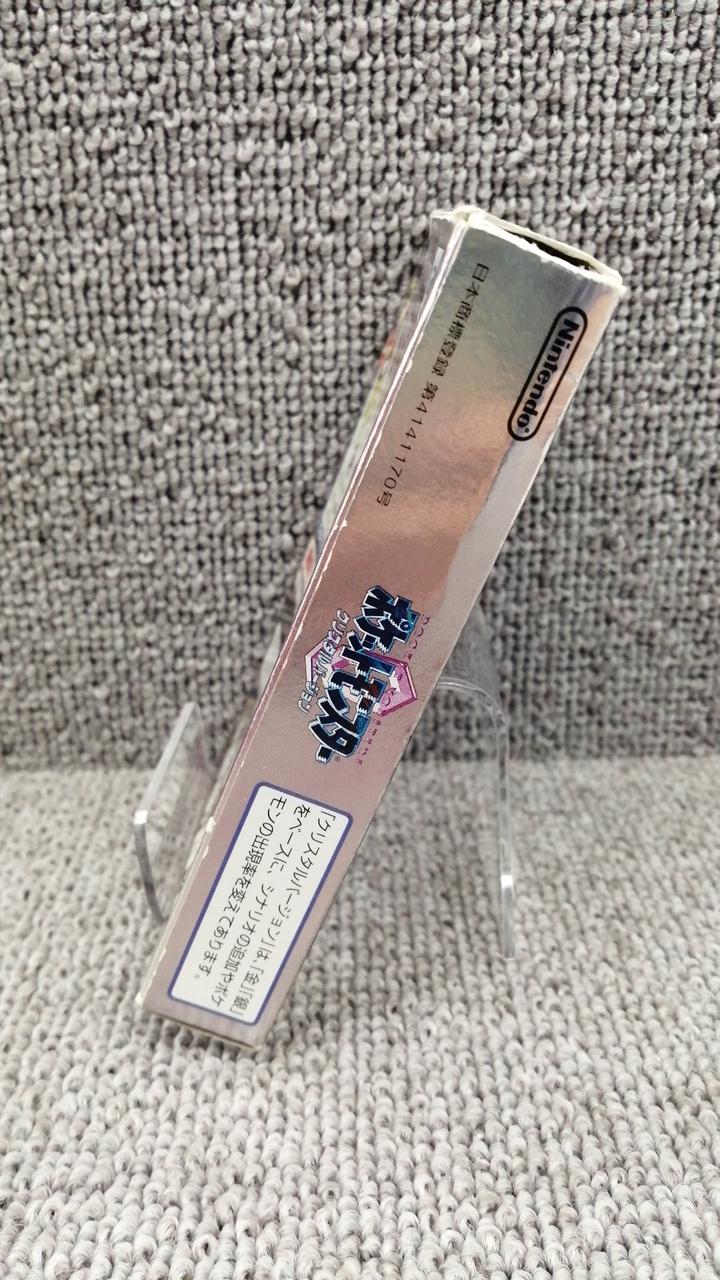 Nintendo
日本商標登録 第4141170号
ポケットモンスター
クリスタルバージョン
「クリスタルバージョン」は、「金」「銀」
をベースに、シナリオの追加やポケ
モンの出現率を変えてあります。